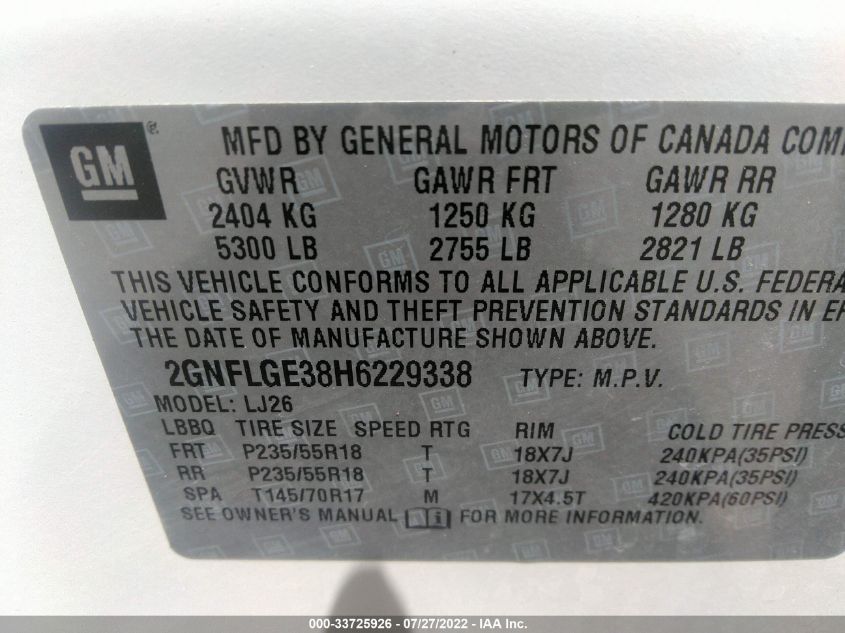 GM
MFD BY GENERAL MOTORS OF CANADA COM
GVWR GAWR FRT GAWR RR
2404 KG 1250 KG 1280 KG
5300 LB 2755 LB 2821 LB
THIS VEHICLE CONFORMS TO ALL APPLICABLE U.S. FEDERA
VEHICLE SAFETY AND THEFT PREVENTION STANDARDS IN EF
THE DATE OF MANUFACTURE SHOWN ABOVE.
2GNFLGE38H6229338 TYPE: M.P.V.
MODEL: LJ26
LBBQ TIRE SIZE SPEED RTG RIM COLD TIRE PRESS
FRT P235/55R18 T 18X7J 240KPA(35PSI)
RR P235/55R18 T 18X7J 240KPA(35PSI)
SPA T145/70R17 M 17X4.5T 420KPA(60PSI)
SEE OWNER'S MANUAL FOR MORE INFORMATION.
000-33725926 - 07/27/2022 - IAA Inc.